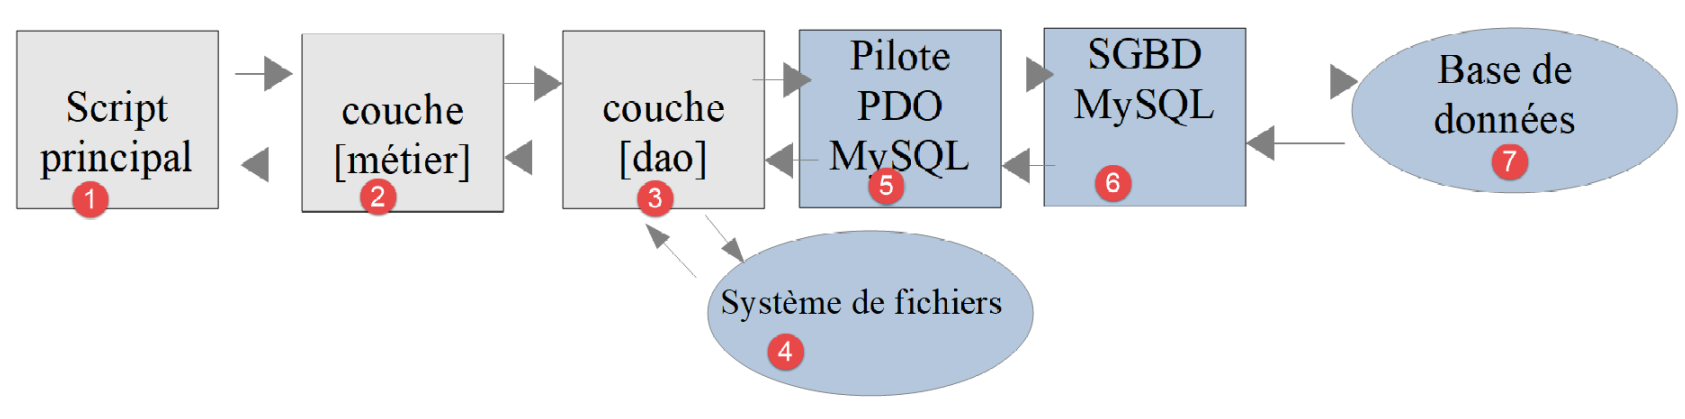 Script
principal
1
couche
[métier]
2
couche
[dao]
3
Pilote
PDO
MySQL
5
SGBD
MySQL
6
Base de
données
7
Système de fichiers
4